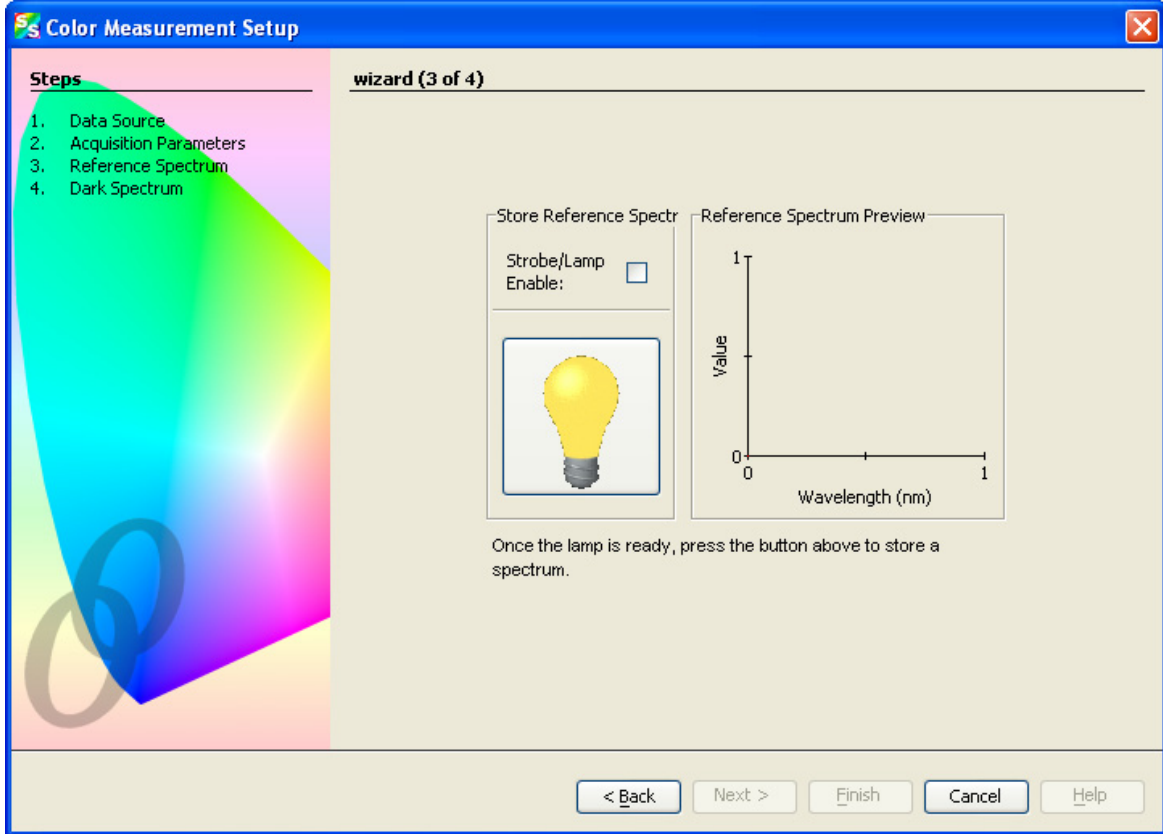 Color Measurement Setup
Steps
1. Data Source
2. Acquisition Parameters
3. Reference Spectrum
4. Dark Spectrum
wizard (3 of 4)
Store Reference Spectr
Strobe/Lamp
Enable:
Reference Spectrum Preview
1
Value
0
0 1
Wavelength (nm)
Once the lamp is ready, press the button above to store a
spectrum.
< Back Next > Finish Cancel Help